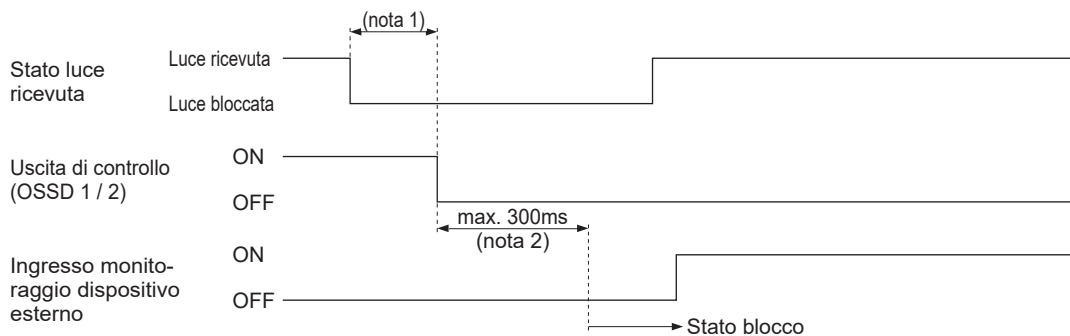 (nota 1)
Stato luce
ricevuta
Luce ricevuta
Luce bloccata
Uscita di controllo
(OSSD 1 / 2)
ON
OFF
max. 300ms
(nota 2)
Ingresso monito-
raggio dispositivo
esterno
ON
OFF
Stato blocco